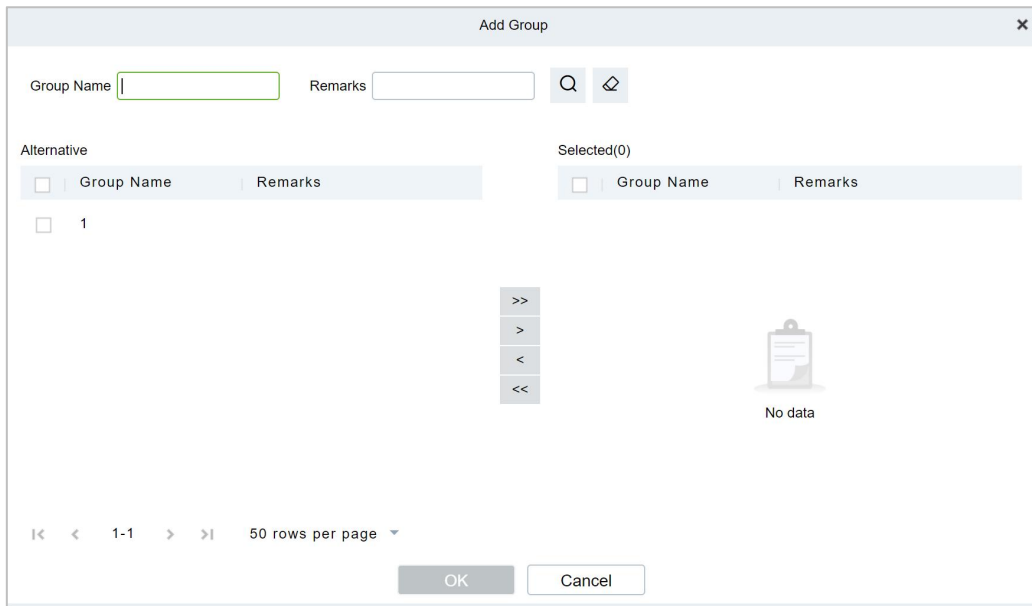 Add Group
Group Name Remarks
Alternative Selected(0)
Group Name Remarks Group Name Remarks
1
>>
>
<
<<
No data
1-1 50 rows per page
OK Cancel